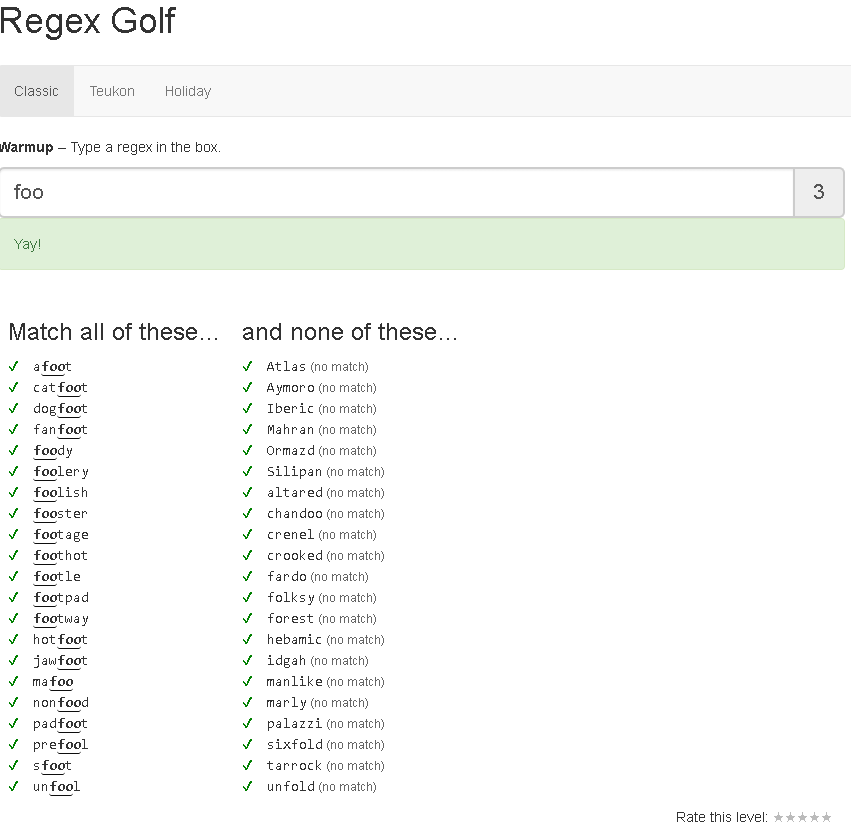 Regex Golf
Classic Teukon Holiday
Warmup – Type a regex in the box.
foo 3
Yay!
Match all of these...
✓ afoot
✓ catfoot
✓ dogfoot
✓ fanfoot
✓ foody
✓ foolery
✓ foolish
✓ fooster
✓ footage
✓ foothot
✓ footle
✓ footpad
✓ footway
✓ hotfoot
✓ jawfoot
✓ mafoo
✓ nonfood
✓ padfoot
✓ prefool
✓ sfoot
✓ unfool
and none of these...
✓ Atlas (no match)
✓ Aymoro (no match)
✓ Iberic (no match)
✓ Mahran (no match)
✓ Ormazd (no match)
✓ Silipan (no match)
✓ altared (no match)
✓ chandoo (no match)
✓ crenel (no match)
✓ crooked (no match)
✓ fardo (no match)
✓ folksy (no match)
✓ forest (no match)
✓ hebamic (no match)
✓ idgah (no match)
✓ manlike (no match)
✓ marly (no match)
✓ palazzi (no match)
✓ sixfold (no match)
✓ tarrock (no match)
✓ unfold (no match)
Rate this level: ★★★★★